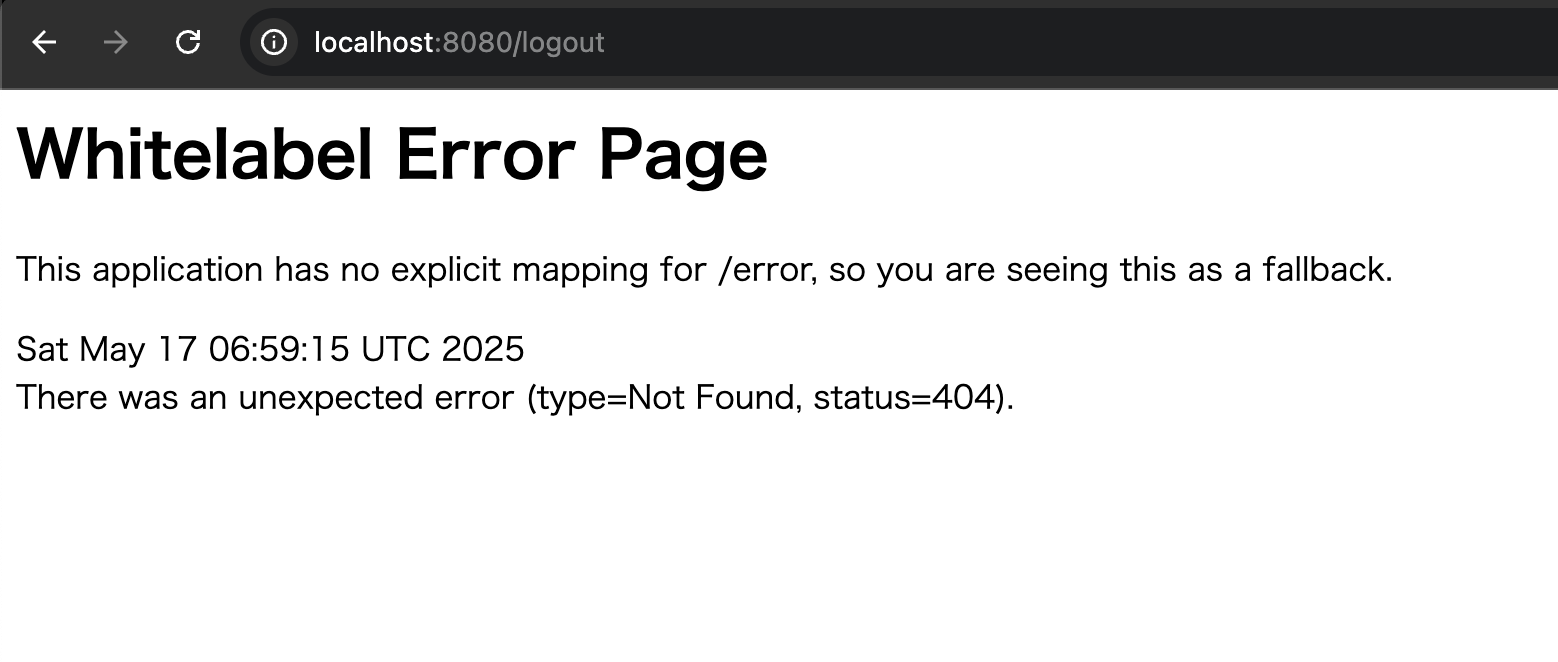 localhost:8080/logout
Whitelabel Error Page
This application has no explicit mapping for /error, so you are seeing this as a fallback.
Sat May 17 06:59:15 UTC 2025
There was an unexpected error (type=Not Found, status=404).